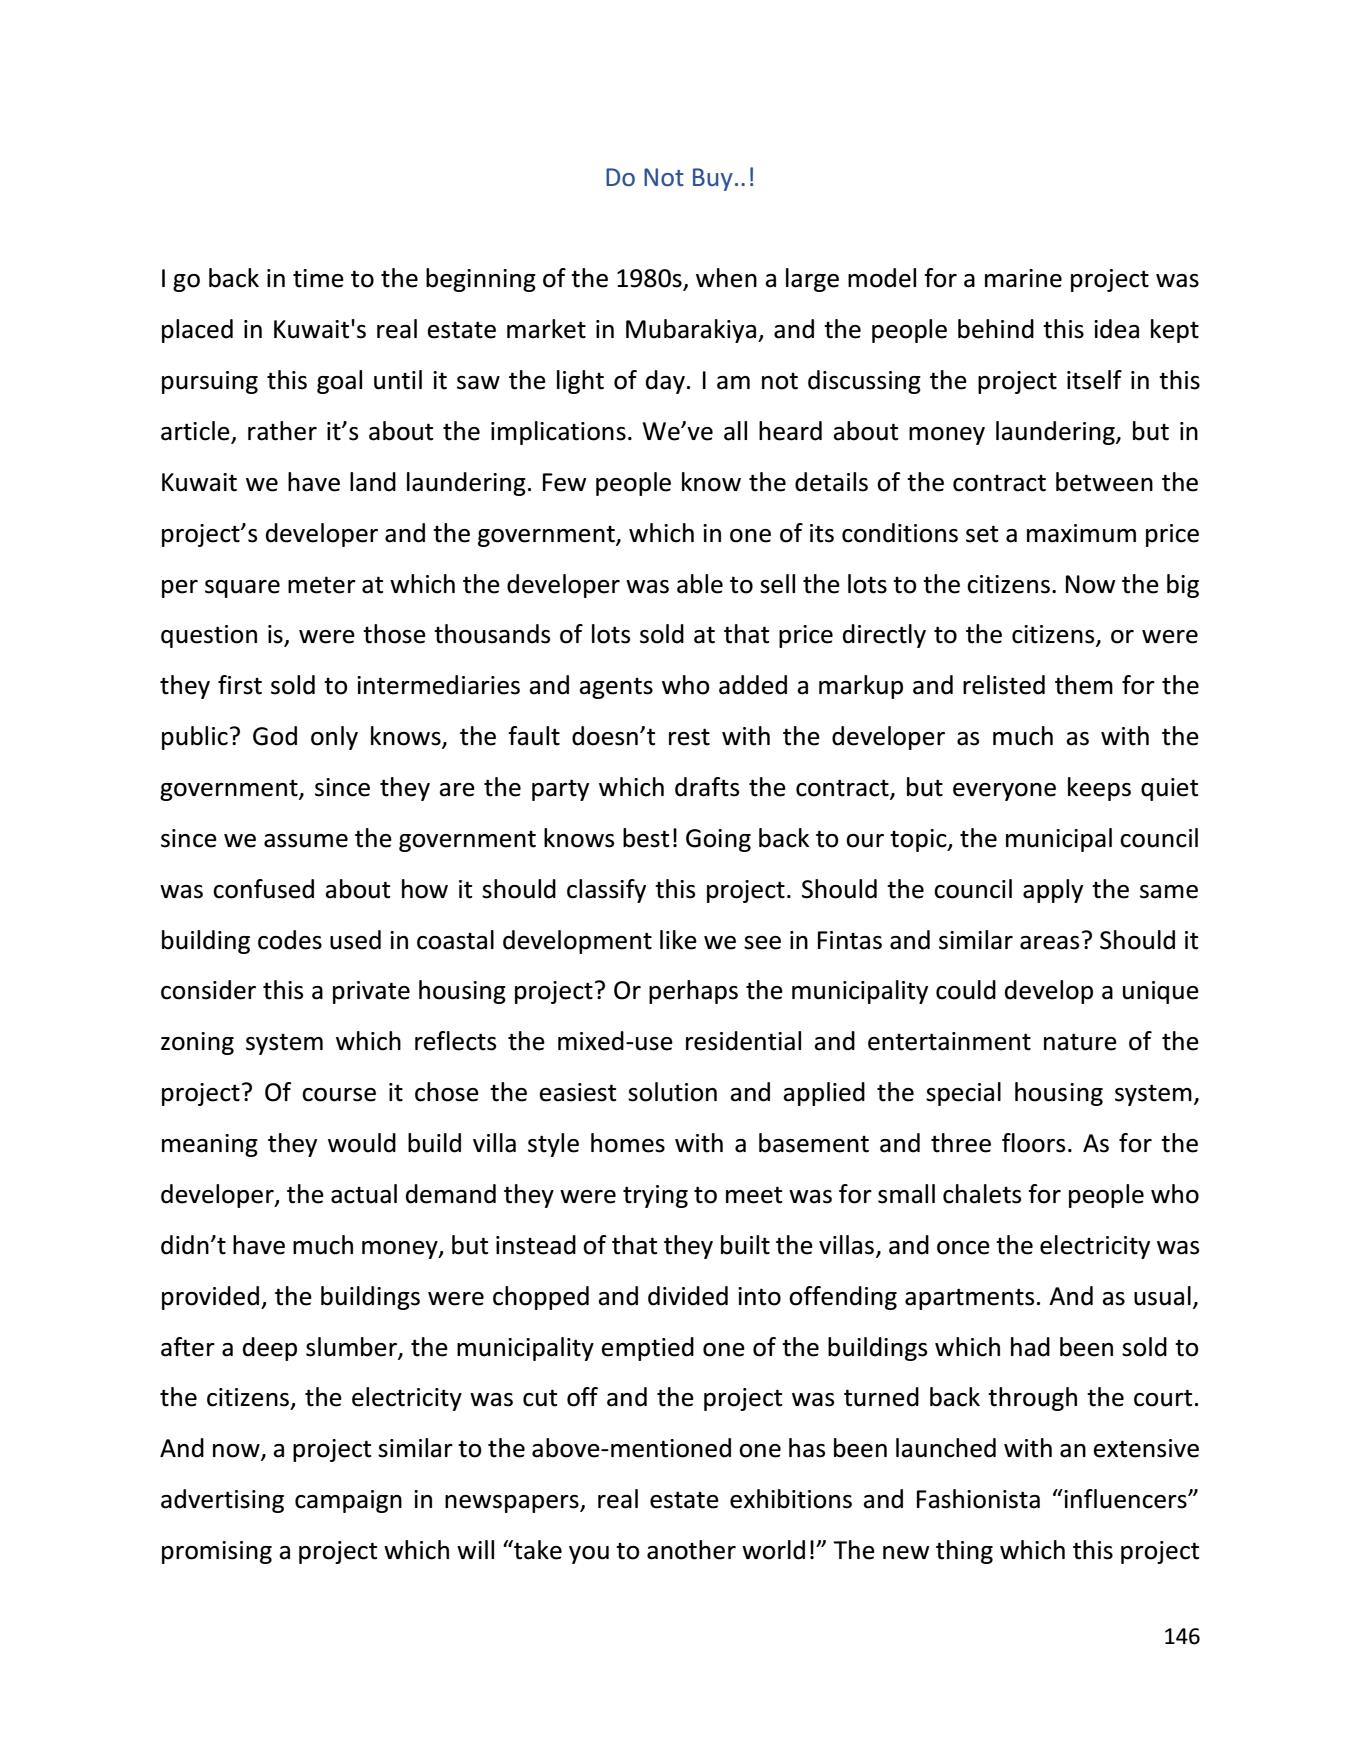 Do Not Buy..!
I go back in time to the beginning of the 1980s, when a large model for a marine project was
placed in Kuwait's real estate market in Mubarakiya, and the people behind this idea kept
pursuing this goal until it saw the light of day. I am not discussing the project itself in this
article, rather it’s about the implications. We’ve all heard about money laundering, but in
Kuwait we have land laundering. Few people know the details of the contract between the
project’s developer and the government, which in one of its conditions set a maximum price
per square meter at which the developer was able to sell the lots to the citizens. Now the big
question is, were those thousands of lots sold at that price directly to the citizens, or were
they first sold to intermediaries and agents who added a markup and relisted them for the
public? God only knows, the fault doesn’t rest with the developer as much as with the
government, since they are the party which drafts the contract, but everyone keeps quiet
since we assume the government knows best! Going back to our topic, the municipal council
was confused about how it should classify this project. Should the council apply the same
building codes used in coastal development like we see in Fintas and similar areas? Should it
consider this a private housing project? Or perhaps the municipality could develop a unique
zoning system which reflects the mixed-use residential and entertainment nature of the
project? Of course it chose the easiest solution and applied the special housing system,
meaning they would build villa style homes with a basement and three floors. As for the
developer, the actual demand they were trying to meet was for small chalets for people who
didn’t have much money, but instead of that they built the villas, and once the electricity was
provided, the buildings were chopped and divided into offending apartments. And as usual,
after a deep slumber, the municipality emptied one of the buildings which had been sold to
the citizens, the electricity was cut off and the project was turned back through the court.
And now, a project similar to the above-mentioned one has been launched with an extensive
advertising campaign in newspapers, real estate exhibitions and Fashionista “influencers”
promising a project which will “take you to another world!” The new thing which this project
146